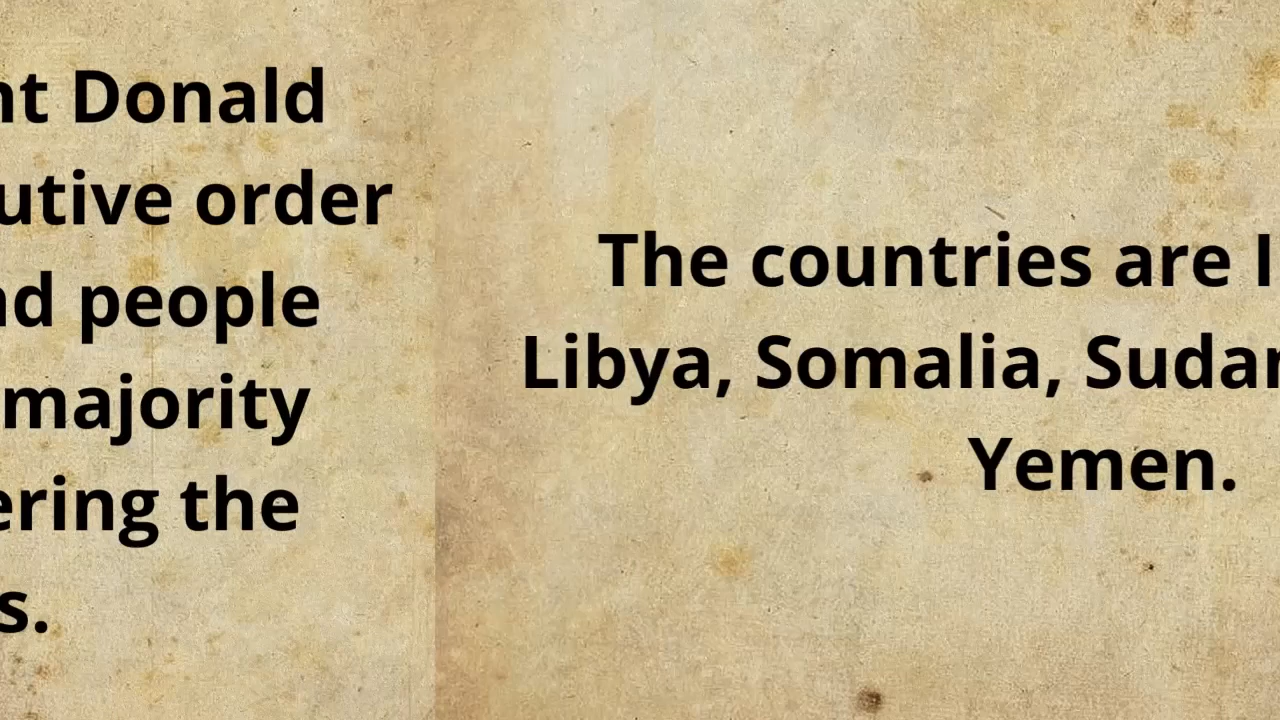 nt Donald
utive order
nd people
majority
ering the
s.
The countries are I
Libya, Somalia, Sudan
Yemen.